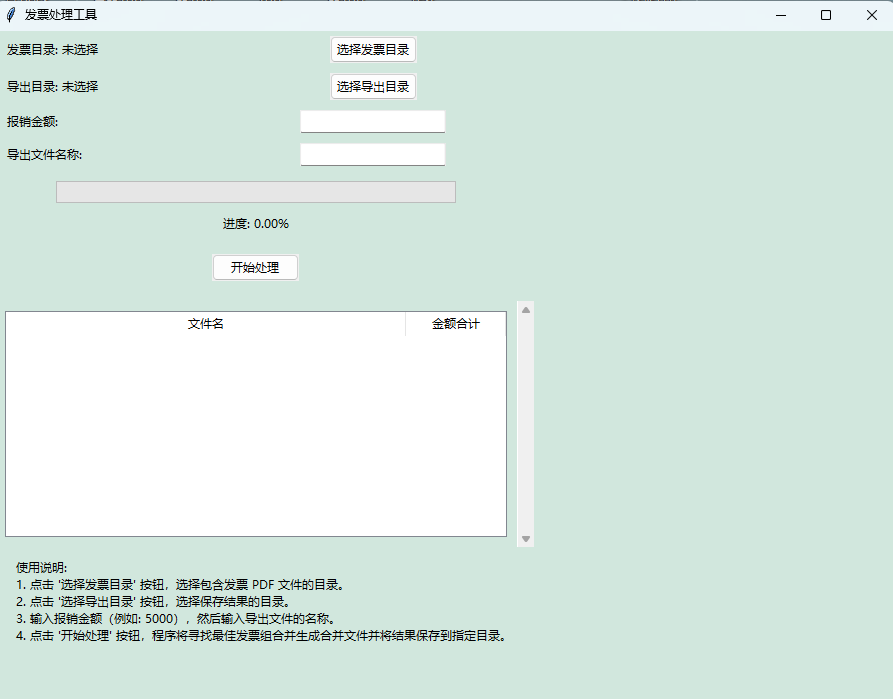 发票处理工具
发票目录: 未选择
选择发票目录
导出目录: 未选择
选择导出目录
报销金额:
导出文件名称:
进度: 0.00%
开始处理
文件名 金额合计
使用说明:
1. 点击 '选择发票目录' 按钮，选择包含发票 PDF 文件的目录。
2. 点击 '选择导出目录' 按钮，选择保存结果的目录。
3. 输入报销金额（例如: 5000），然后输入导出文件的名称。
4. 点击 '开始处理' 按钮，程序将寻找最佳发票组合并生成合并文件并将结果保存到指定目录。